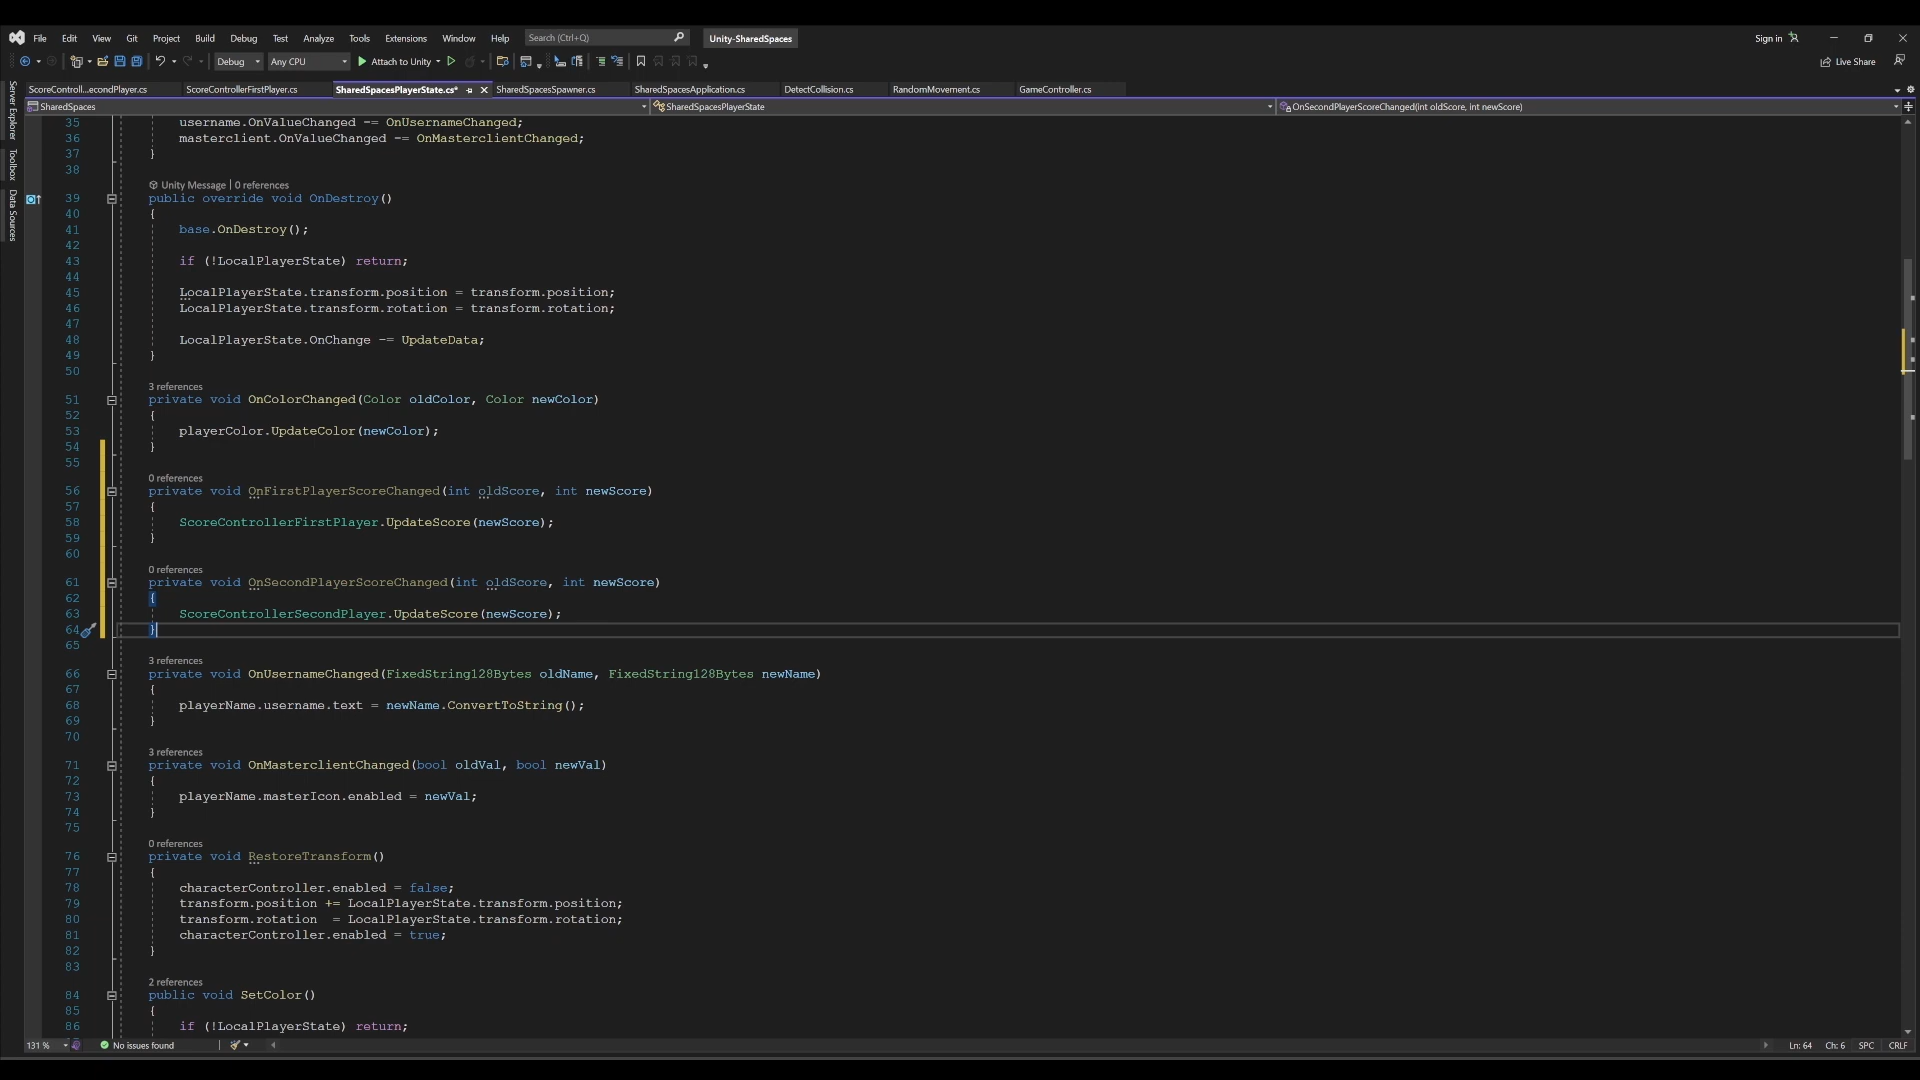 File Edit View Git Project Build Debug Test Analyze Tools Extensions Window Help Search (Ctrl+Q) Unity-SharedSpaces Sign in
Debug Any CPU Attach to Unity Live Share
ScoreControll...econdPlayer.cs ScoreControllerFirstPlayer.cs SharedSpacesPlayerState.cs* SharedSpacesSpawner.cs SharedSpacesApplication.cs DetectCollision.cs RandomMovement.cs GameController.cs
SharedSpaces SharedSpacesPlayerState OnSecondPlayerScoreChanged(int oldScore, int newScore)
Server Explorer
Toolbox
Data Sources
35 username.OnValueChanged -= OnUsernameChanged;
36 masterclient.OnValueChanged -= OnMasterclientChanged;
37 }
38
Unity Message | 0 references
39 public override void OnDestroy()
40 {
41 base.OnDestroy();
42
43 if (!LocalPlayerState) return;
44
45 LocalPlayerState.transform.position = transform.position;
46 LocalPlayerState.transform.rotation = transform.rotation;
47
48 LocalPlayerState.OnChange -= UpdateData;
49 }
50
3 references
51 private void OnColorChanged(Color oldColor, Color newColor)
52 {
53 playerColor.UpdateColor(newColor);
54 }
55
0 references
56 private void OnFirstPlayerScoreChanged(int oldScore, int newScore)
57 {
58 ScoreControllerFirstPlayer.UpdateScore(newScore);
59 }
60
0 references
61 private void OnSecondPlayerScoreChanged(int oldScore, int newScore)
62 {
63 ScoreControllerSecondPlayer.UpdateScore(newScore);
64 }
65
3 references
66 private void OnUsernameChanged(FixedString128Bytes oldName, FixedString128Bytes newName)
67 {
68 playerName.username.text = newName.ConvertToString();
69 }
70
3 references
71 private void OnMasterclientChanged(bool oldVal, bool newVal)
72 {
73 playerName.masterIcon.enabled = newVal;
74 }
75
0 references
76 private void RestoreTransform()
77 {
78 characterController.enabled = false;
79 transform.position += LocalPlayerState.transform.position;
80 transform.rotation = LocalPlayerState.transform.rotation;
81 characterController.enabled = true;
82 }
83
2 references
84 public void SetColor()
85 {
86 if (!LocalPlayerState) return;
131 % No issues found Ln: 64 Ch: 6 SPC CRLF